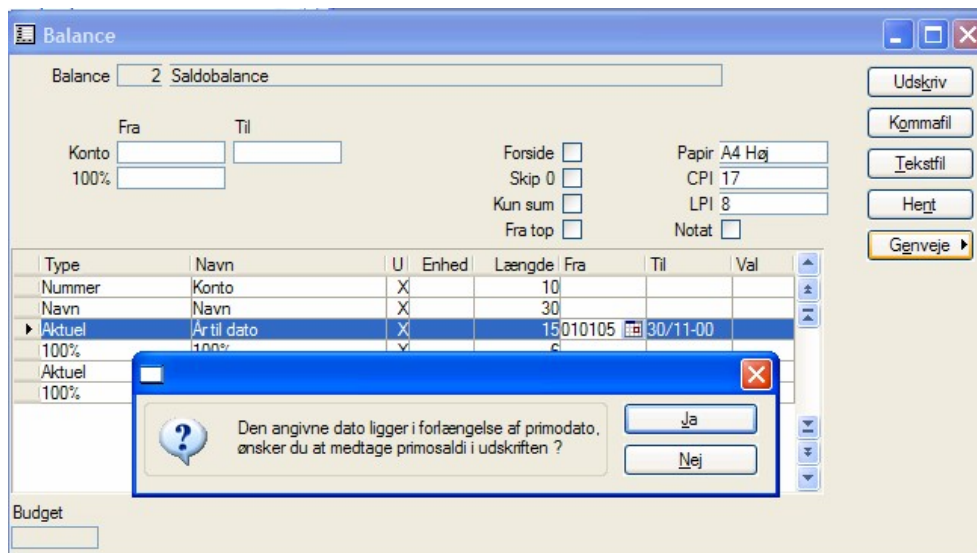 Balance
Balance 2 Saldobalance
Udskriv
Fra Til
Kommafil
Konto
Forside
Papir A4 Høj
100%
Skip 0
CPI 17
Tekstfil
Kun sum
LPI 8
Hent
Fra top
Notat
Genveje
Type Navn U Enhed Længde Fra Til Val
Nummer Konto X 10
Navn Navn X 30
Aktuel År til dato X 15 010105 30/11-00
100% 100% X 6
Aktuel
100%
Den angivne dato ligger i forlængelse af primodato,
ønsker du at medtage primosaldi i udskriften ?
Ja
Nej
Budget